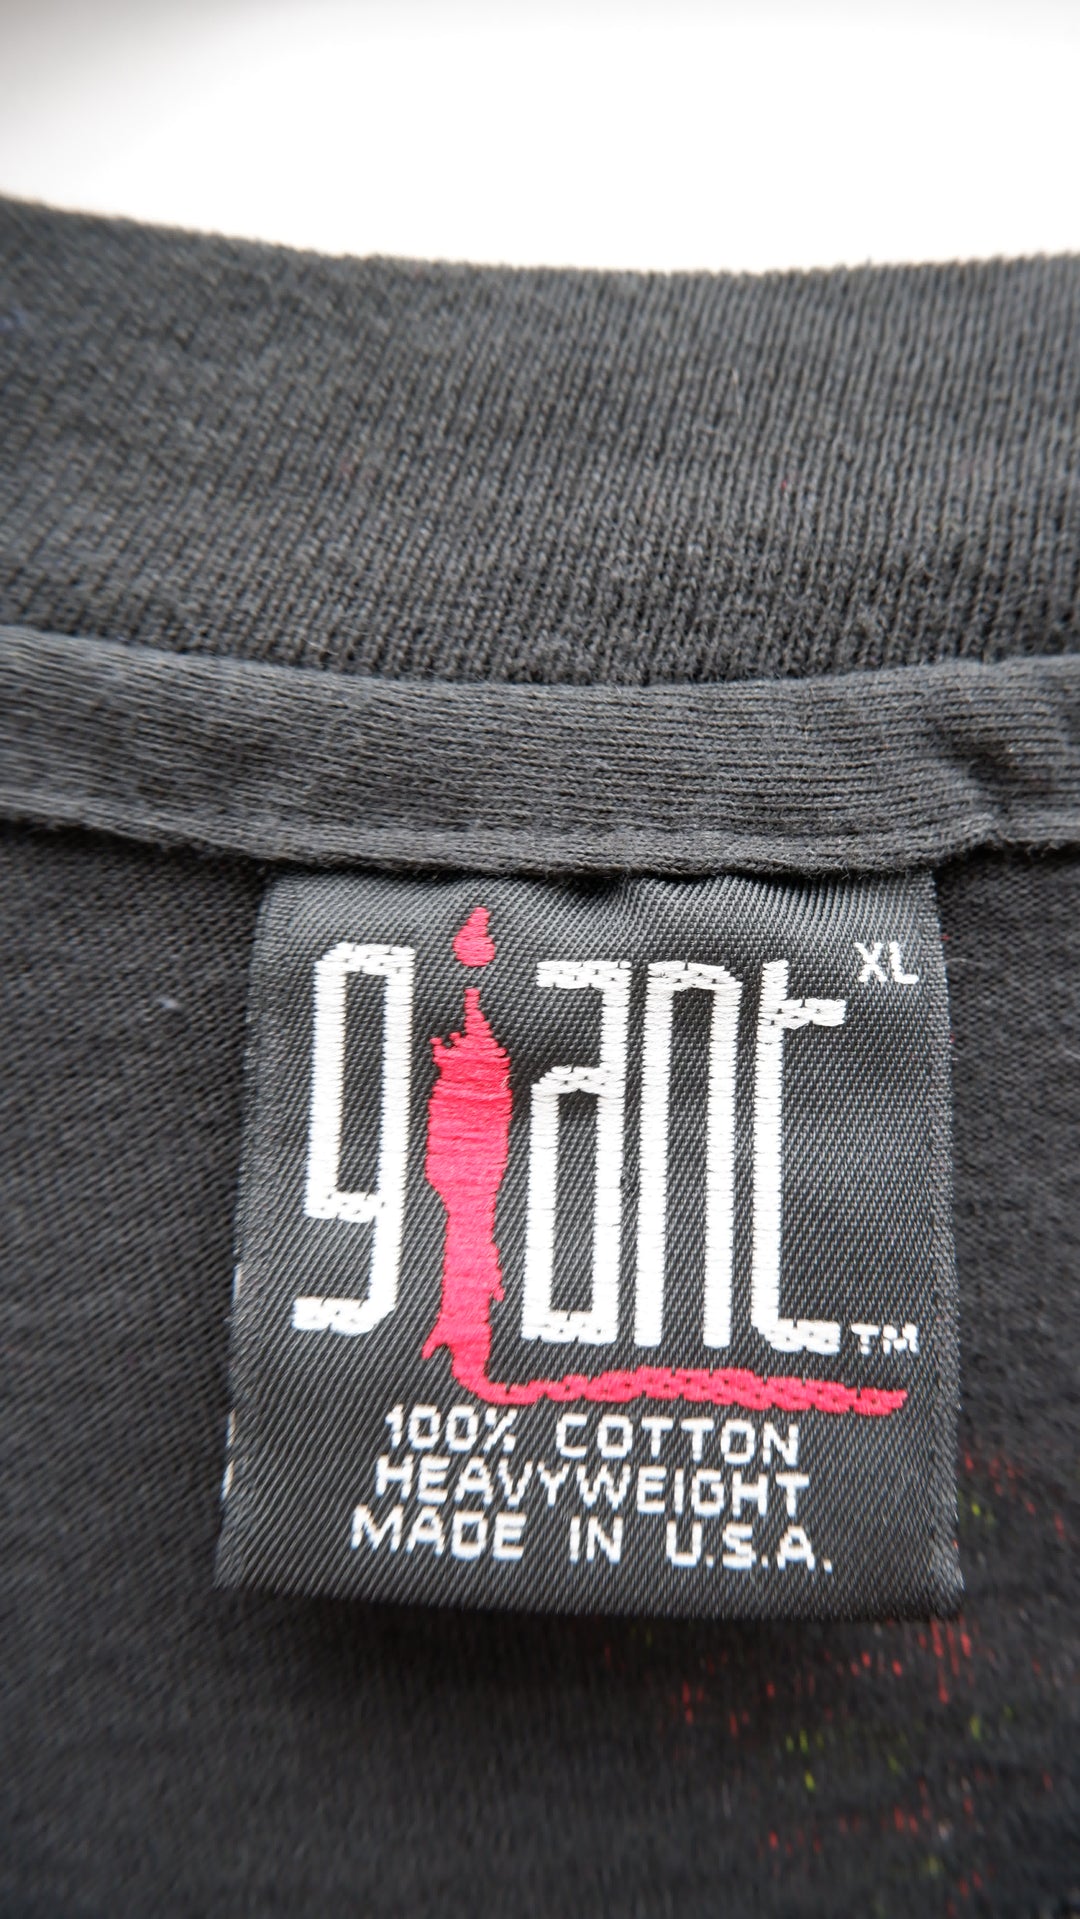 giant XL
™
100% COTTON
HEAVYWEIGHT
MADE IN U.S.A.